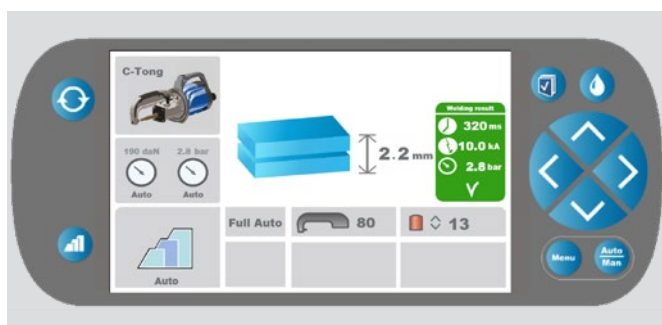 C-Tong
190 daN 2.8 bar
Auto Auto
Auto
2.2 mm
Welding result
320 ms
10.0 kA
2.8 bar
Full Auto 80 13
Menu
Auto
Man